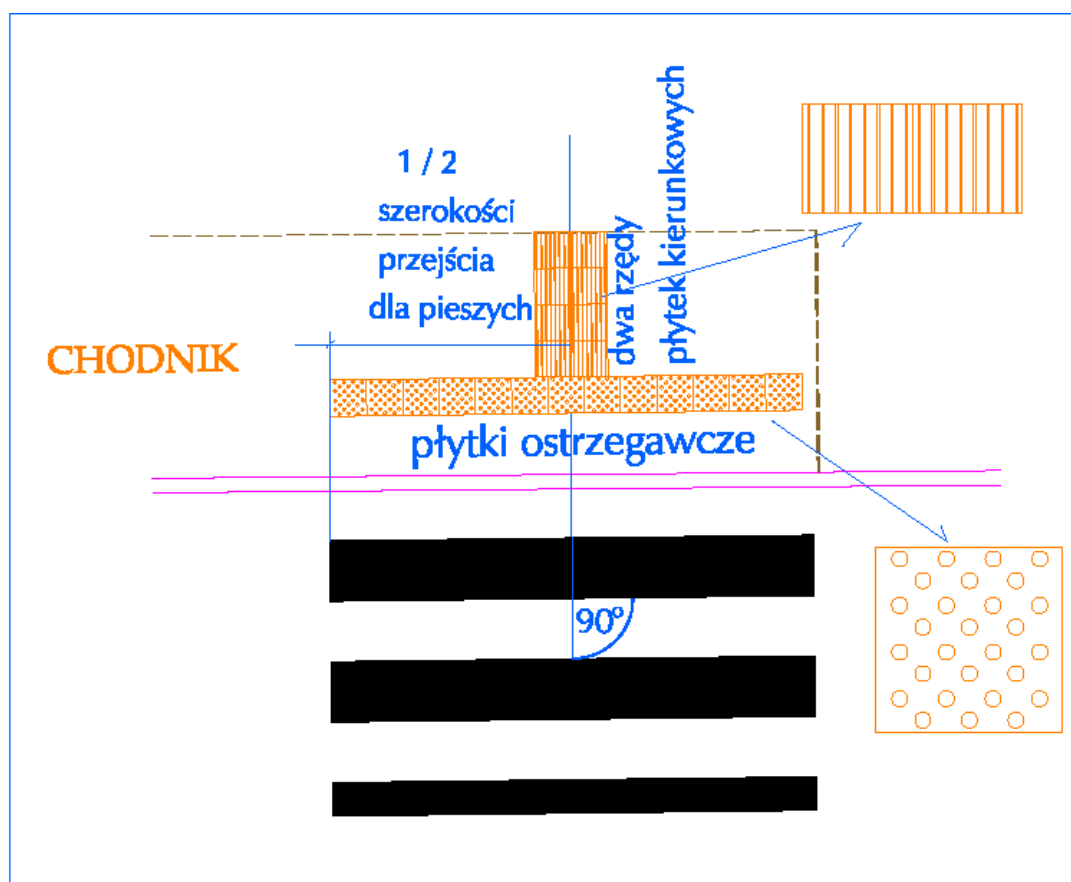 1 / 2
szerokości
przejścia
dla pieszych
dwa rzędy
płytek kierunkowych
CHODNIK
płytki ostrzegawcze
90°